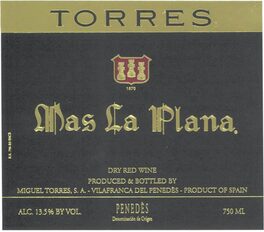 TORRES
1870
Mas La Plana.
DRY RED WINE
PRODUCED & BOTTLED BY
MIGUEL TORRES, S. A. - VILAFRANCA DEL PENEDÈS - PRODUCT OF SPAIN
ALC. 13.5% BY VOL.
PENEDÈS
750 ML
Denominación de Origen